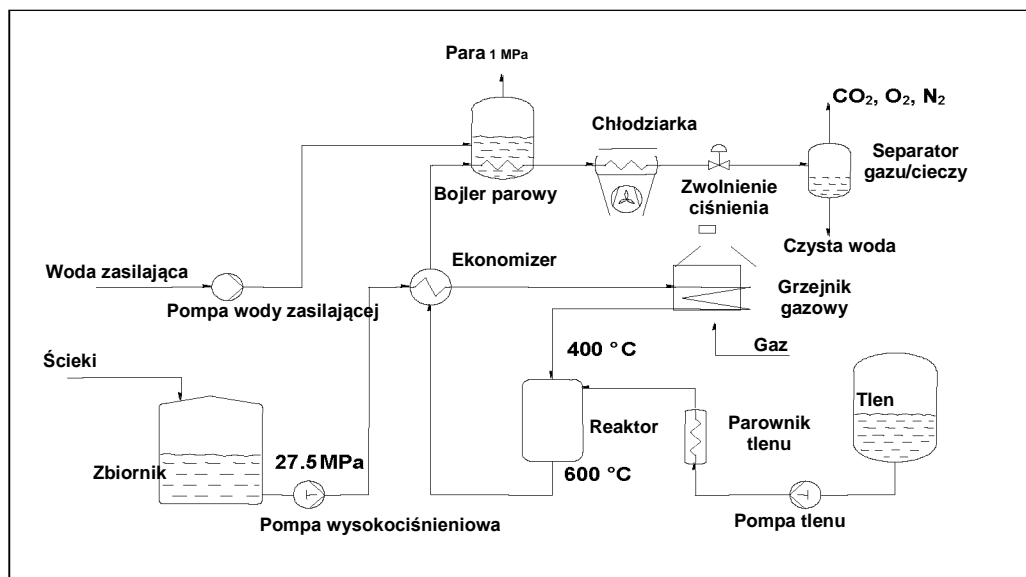 Para 1 MPa
CO₂, O₂, N₂
Chłodziarka
Separator
gazu/cieczy
Bojler parowy
Zwolnienie
ciśnienia
Czysta woda
Woda zasilająca
Ekonomizer
Grzejnik
gazowy
Pompa wody zasilającej
400 °C
Gaz
Ścieki
Tlen
Reaktor
Parownik
tlenu
Zbiornik
27.5 MPa
600 °C
Pompa wysokociśnieniowa
Pompa tlenu